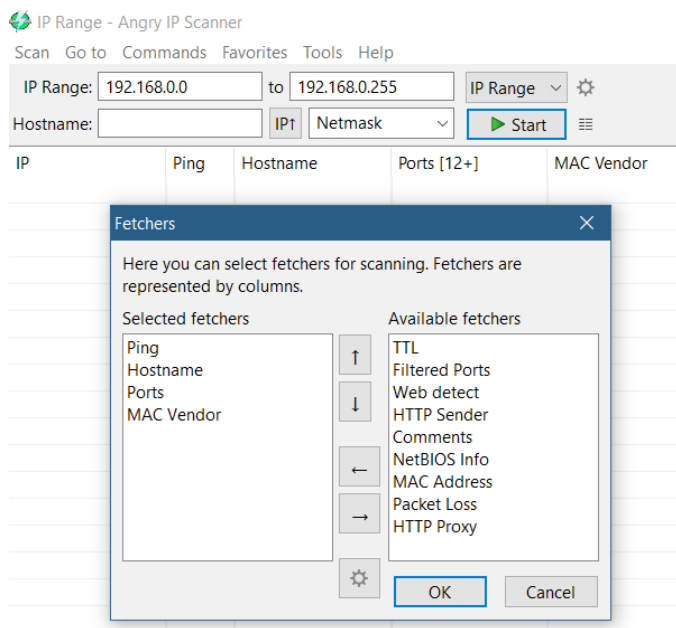 IP Range - Angry IP Scanner
Scan Go to Commands Favorites Tools Help
IP Range: 192.168.0.0 to 192.168.0.255 IP Range
Hostname: IP↑ Netmask Start
IP Ping Hostname Ports [12+] MAC Vendor
Fetchers
Here you can select fetchers for scanning. Fetchers are
represented by columns.
Selected fetchers
Ping
Hostname
Ports
MAC Vendor
Available fetchers
TTL
Filtered Ports
Web detect
HTTP Sender
Comments
NetBIOS Info
MAC Address
Packet Loss
HTTP Proxy
OK Cancel